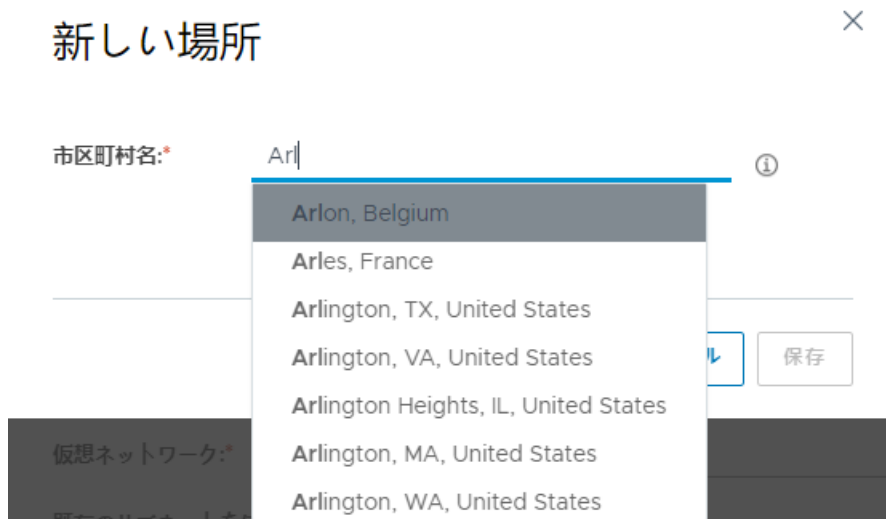 新しい場所
市区町村名:*
Arl
Arlon, Belgium
Arles, France
Arlington, TX, United States
Arlington, VA, United States
ル
保存
Arlington Heights, IL, United States
仮想ネットワーク:*
Arlington, MA, United States
Arlington, WA, United States